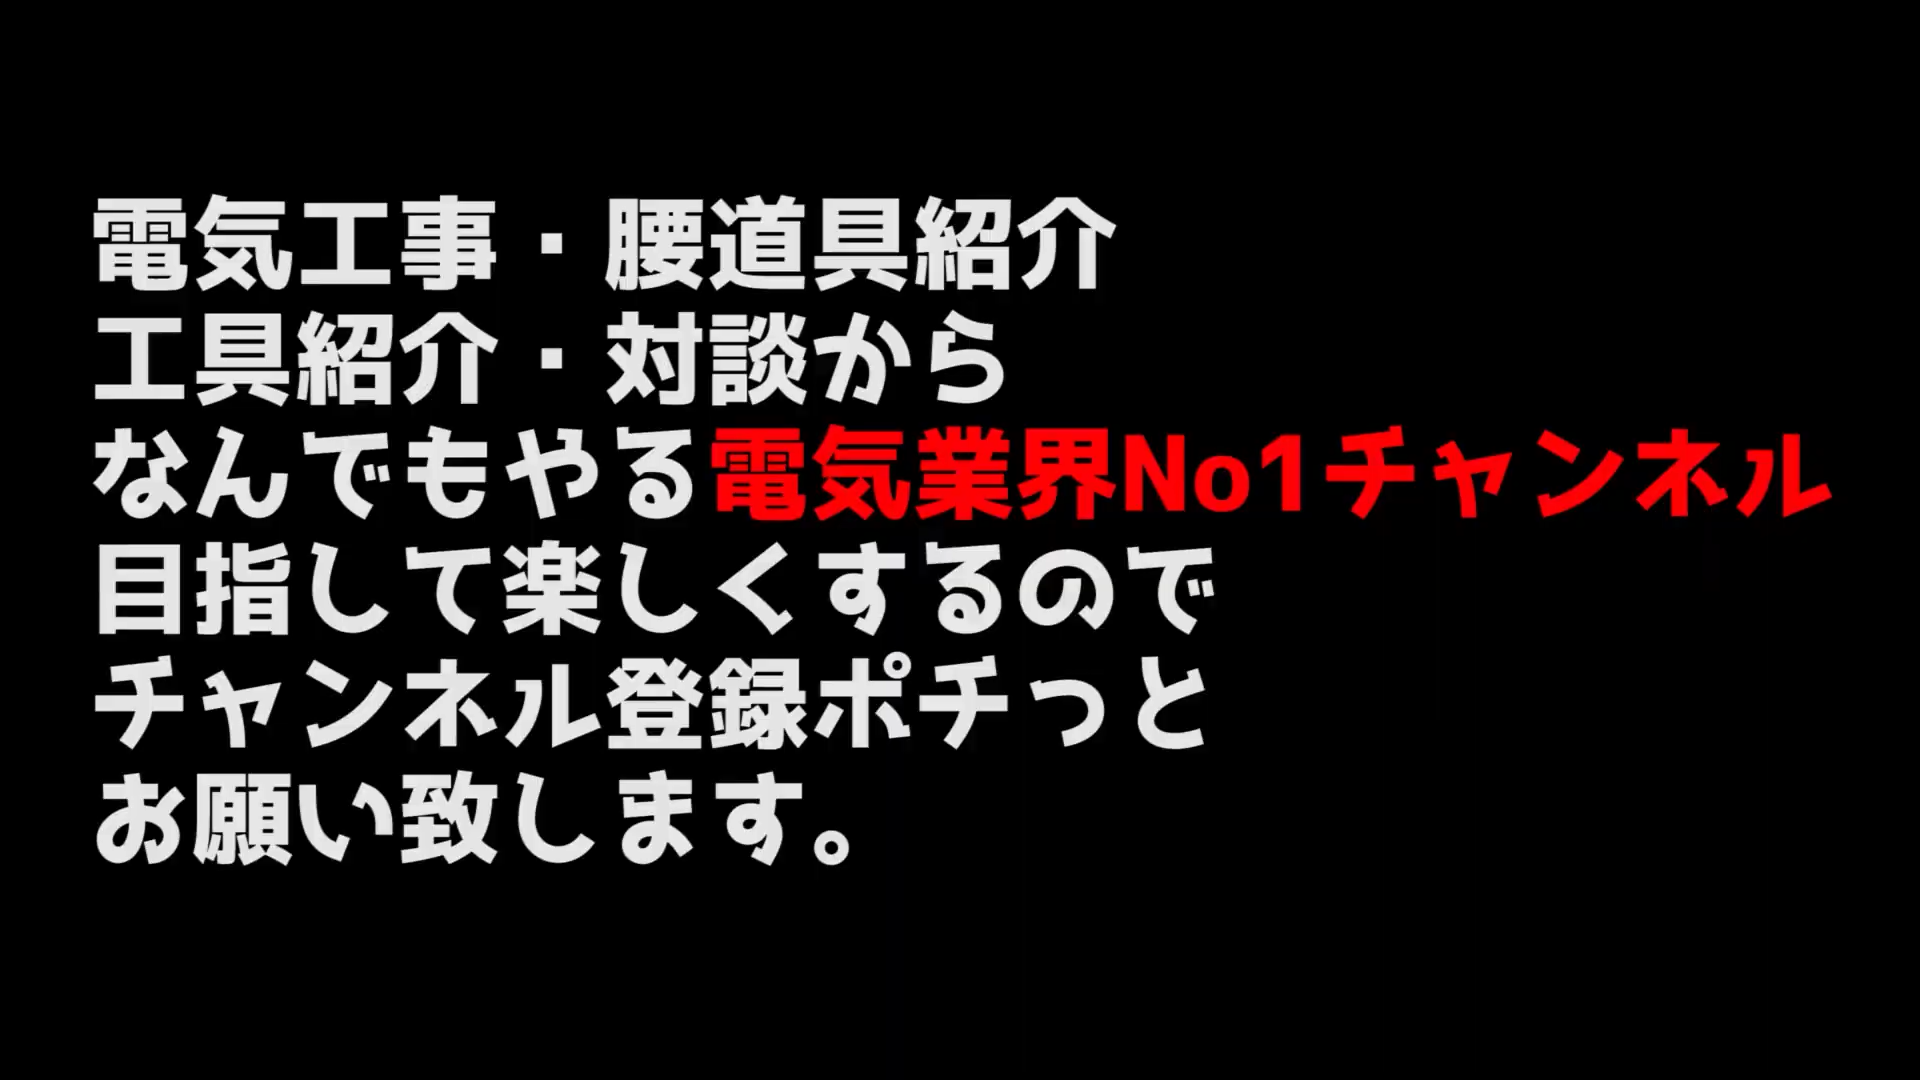 電気工事・腰道具紹介
工具紹介・対談から
なんでもやる電気業界No1チャンネル
目指して楽しくするので
チャンネル登録ポチっと
お願い致します。